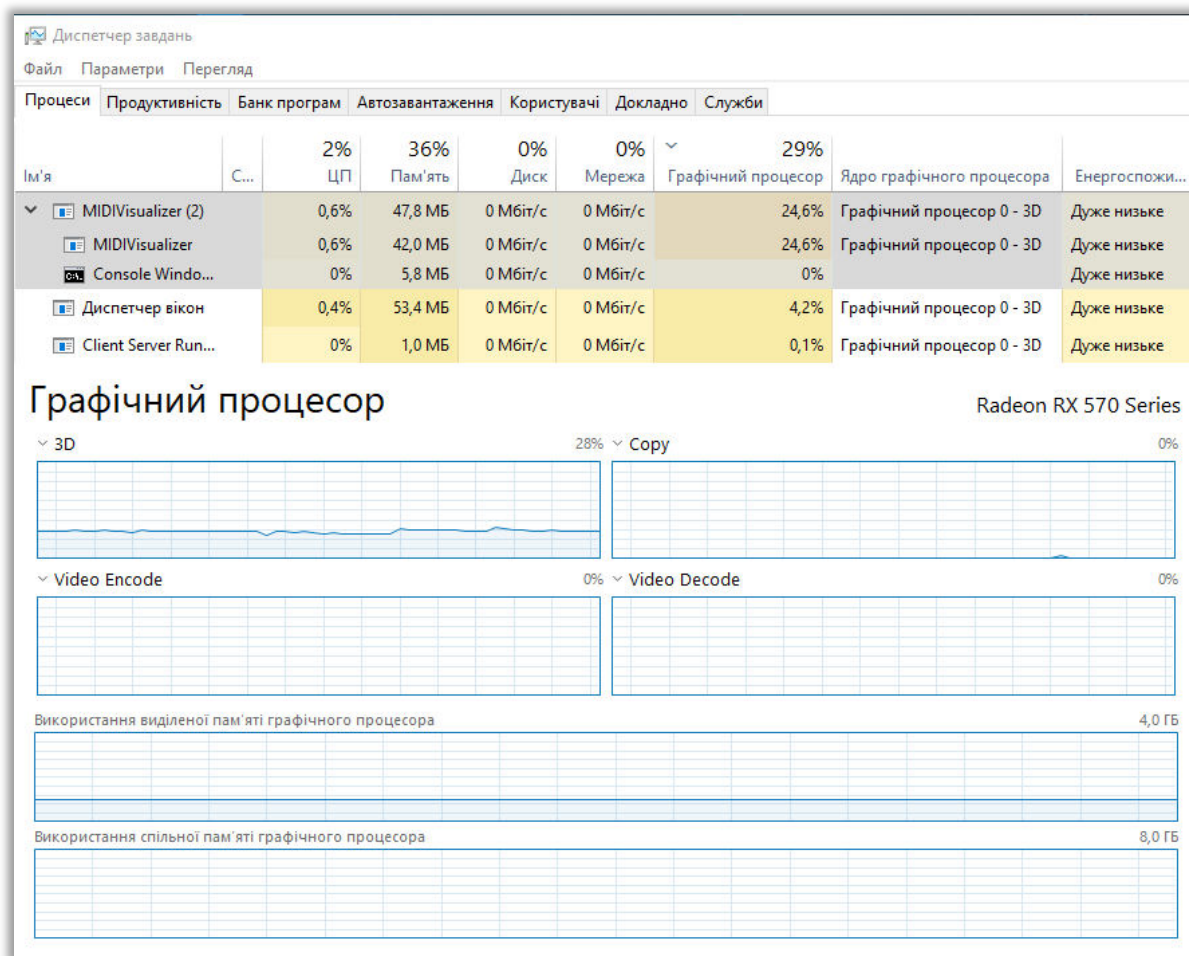 Диспетчер завдань
Файл Параметри Перегляд
Процеси Продуктивність Банк програм Автозавантаження Користувачі Докладно Служби
2% 36% 0% 0% 29%
Ім'я С... ЦП Пам'ять Диск Мережа Графічний процесор Ядро графічного процесора Енергоспожи...
MIDIVisualizer (2) 0,6% 47,8 МБ 0 Мбіт/с 0 Мбіт/с 24,6% Графічний процесор 0 - 3D Дуже низьке
MIDIVisualizer 0,6% 42,0 МБ 0 Мбіт/с 0 Мбіт/с 24,6% Графічний процесор 0 - 3D Дуже низьке
Console Windo... 0% 5,8 МБ 0 Мбіт/с 0 Мбіт/с 0% Дуже низьке
Диспетчер вікон 0,4% 53,4 МБ 0 Мбіт/с 0 Мбіт/с 4,2% Графічний процесор 0 - 3D Дуже низьке
Client Server Run... 0% 1,0 МБ 0 Мбіт/с 0 Мбіт/с 0,1% Графічний процесор 0 - 3D Дуже низьке
Графічний процесор Radeon RX 570 Series
3D 28% Copy 0%
Video Encode 0% Video Decode 0%
Використання виділеної пам'яті графічного процесора 4,0 ГБ
Використання спільної пам'яті графічного процесора 8,0 ГБ